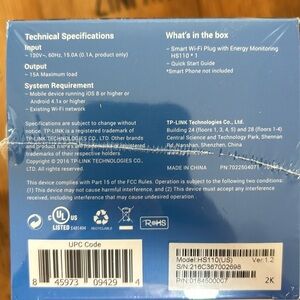 Technical Specifications
Input
- 120V~, 60Hz, 15.0A (0.1A, product only)
Output
- 15A Maximum load
System Requirement
- Mobile device running iOS 8 or higher or
Android 4.1x or higher
- Existing Wi-Fi network
What's in the box
- Smart Wi-Fi Plug with Energy Monitoring
HS110 * 1
- Quick Start Guide
*Smart Phone not included
Specifications are subject to change without
notice. TP-LINK is a registered trademark of
TP-LINK TECHNOLOGIES CO., LTD. Other brands
and product names are trademarks or registered
trademarks of their respective holders.
Copyright © 2016 TP-LINK TECHNOLOGIES
CO., LTD. All rights reserved.
TP-LINK Technologies Co., Ltd.
Building 24 (floors 1, 3, 4, 5) and 28 (floors 1-4)
Central Science and Technology Park, Shennan
Rd, Nanshan, Shenzhen, China
MADE IN CHINA
This device complies with Part 15 of the FCC Rules. Operation is subject to the following two conditions:
(1) This device may not cause harmful interference, and (2) This device must accept any interference
received, including interference that may cause undesired operation.
UL
US
LISTED
RoHS
UPC Code
8 45973 09429 4
Model:HS110(US) Ver:1.2
S/N:216C367002698
P/N:0164500007 2K